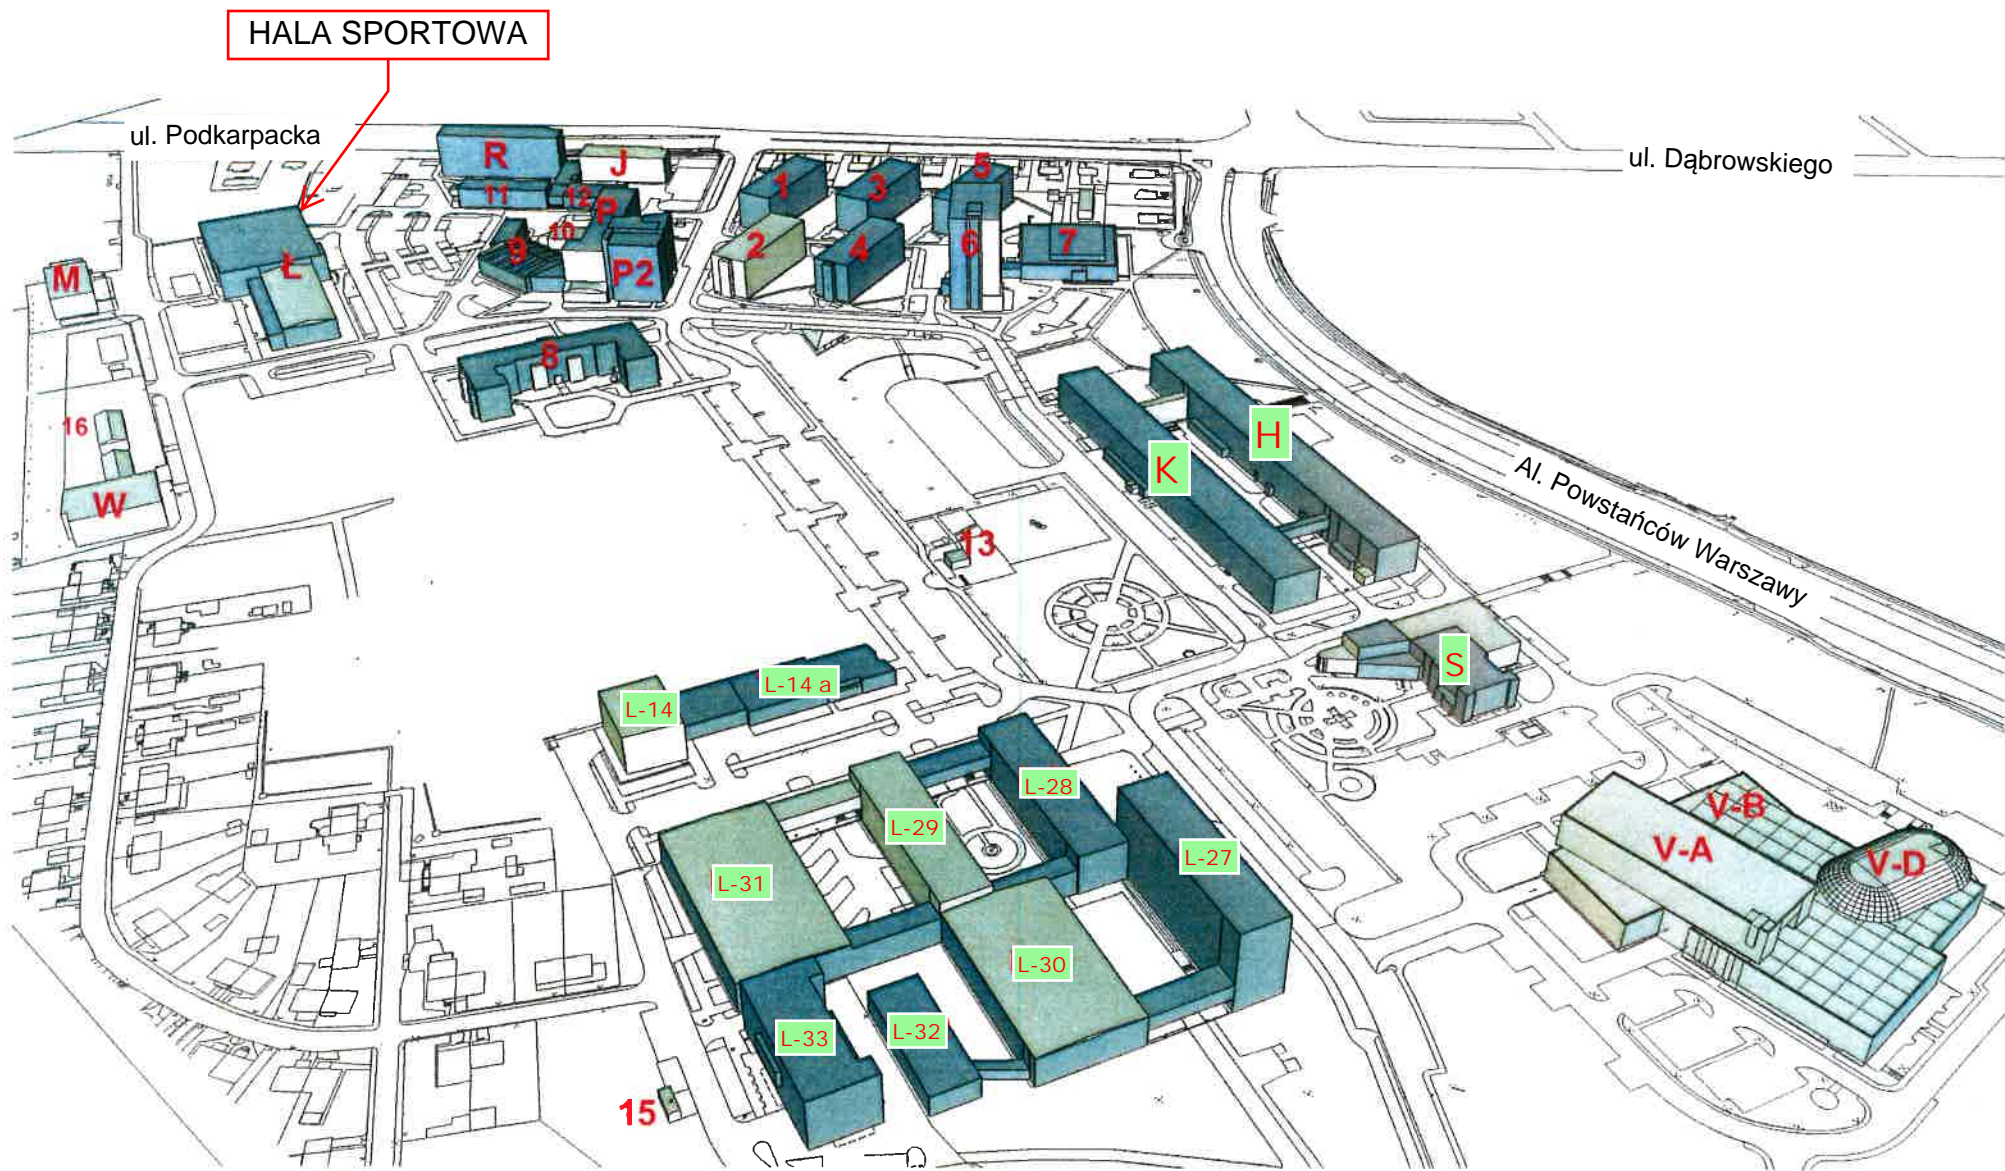 HALA SPORTOWA
ul. Podkarpacka
ul. Dąbrowskiego
R
J
11
12
P
10
9
P2
1
3
5
2
4
6
7
M
Ł
8
16
W
K
H
Al. Powstańców Warszawy
13
S
L-14
L-14 a
L-28
L-29
L-27
L-31
L-30
L-33
L-32
15
V-B
V-A
V-D